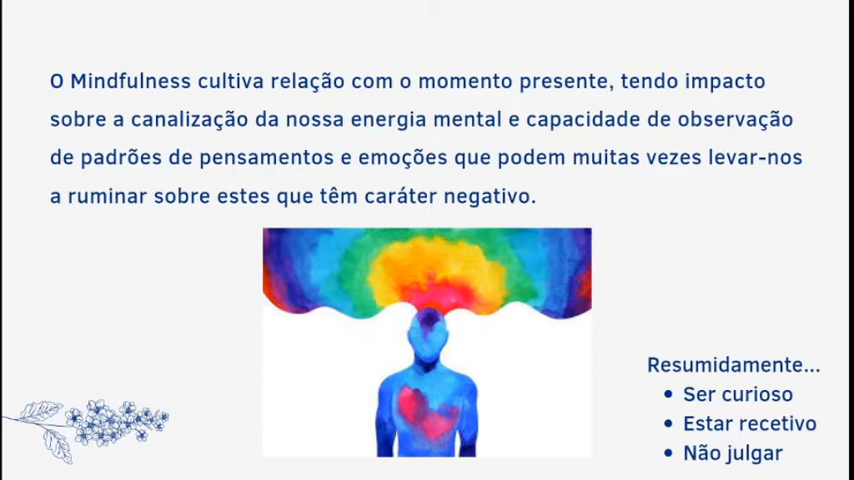 O Mindfulness cultiva relação com o momento presente, tendo impacto
sobre a canalização da nossa energia mental e capacidade de observação
de padrões de pensamentos e emoções que podem muitas vezes levar-nos
a ruminar sobre estes que têm caráter negativo.
Resumidamente...
• Ser curioso
• Estar recetivo
• Não julgar